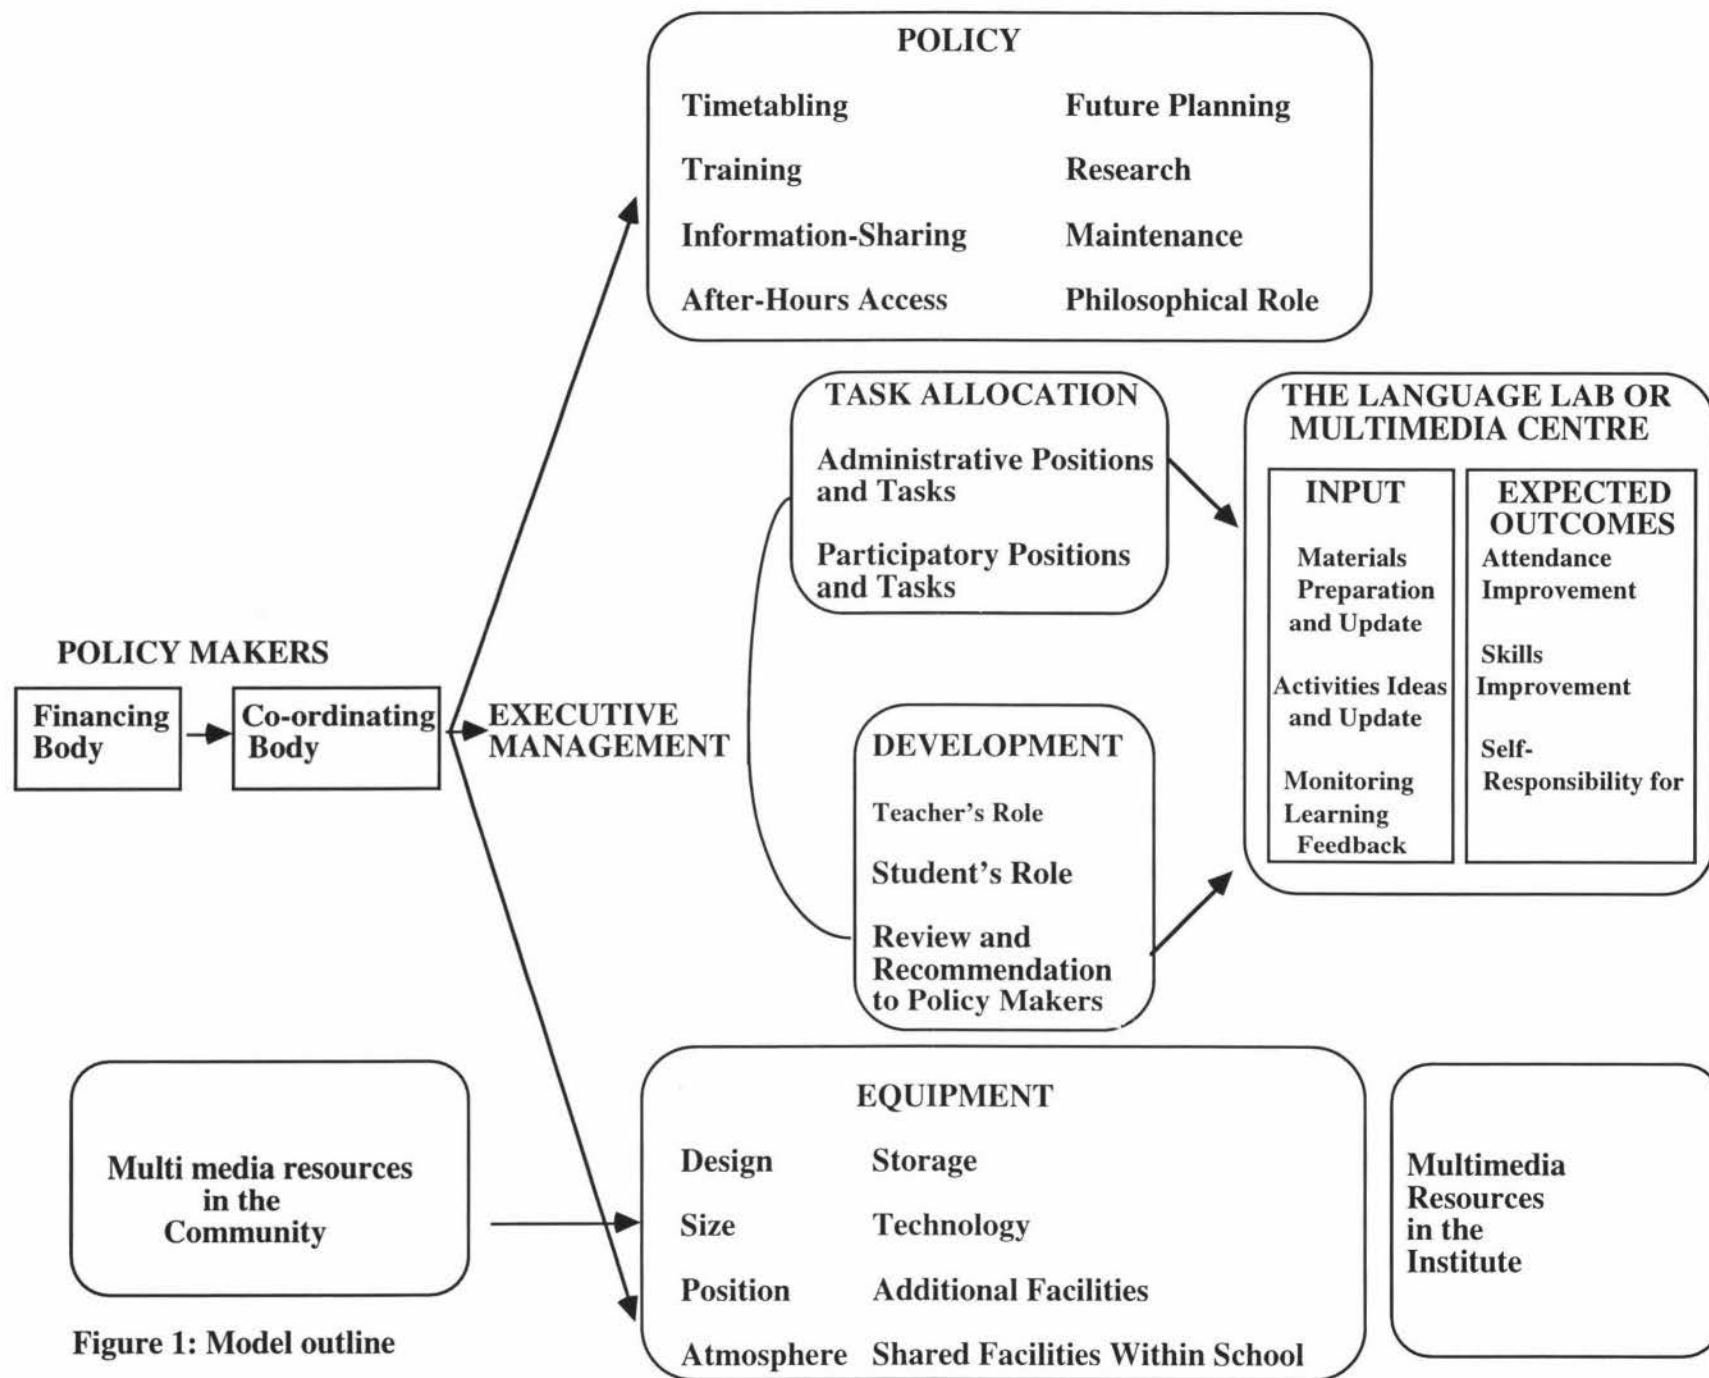 POLICY
Timetabling
Future Planning
Training
Research
Information-Sharing
Maintenance
After-Hours Access
Philosophical Role
TASK ALLOCATION
Administrative Positions
and Tasks
Participatory Positions
and Tasks
THE LANGUAGE LAB OR
MULTIMEDIA CENTRE
INPUT
Materials
Preparation
and Update
Activities Ideas
and Update
Monitoring
Learning
Feedback
EXPECTED
OUTCOMES
Attendance
Improvement
Skills
Improvement
Self-
Responsibility for
POLICY MAKERS
Financing
Body
Co-ordinating
Body
EXECUTIVE
MANAGEMENT
DEVELOPMENT
Teacher's Role
Student's Role
Review and
Recommendation
to Policy Makers
Multi media resources
in the
Community
EQUIPMENT
Design
Storage
Size
Technology
Position
Additional Facilities
Atmosphere
Shared Facilities Within School
Multimedia
Resources
in the
Institute
Figure 1: Model outline